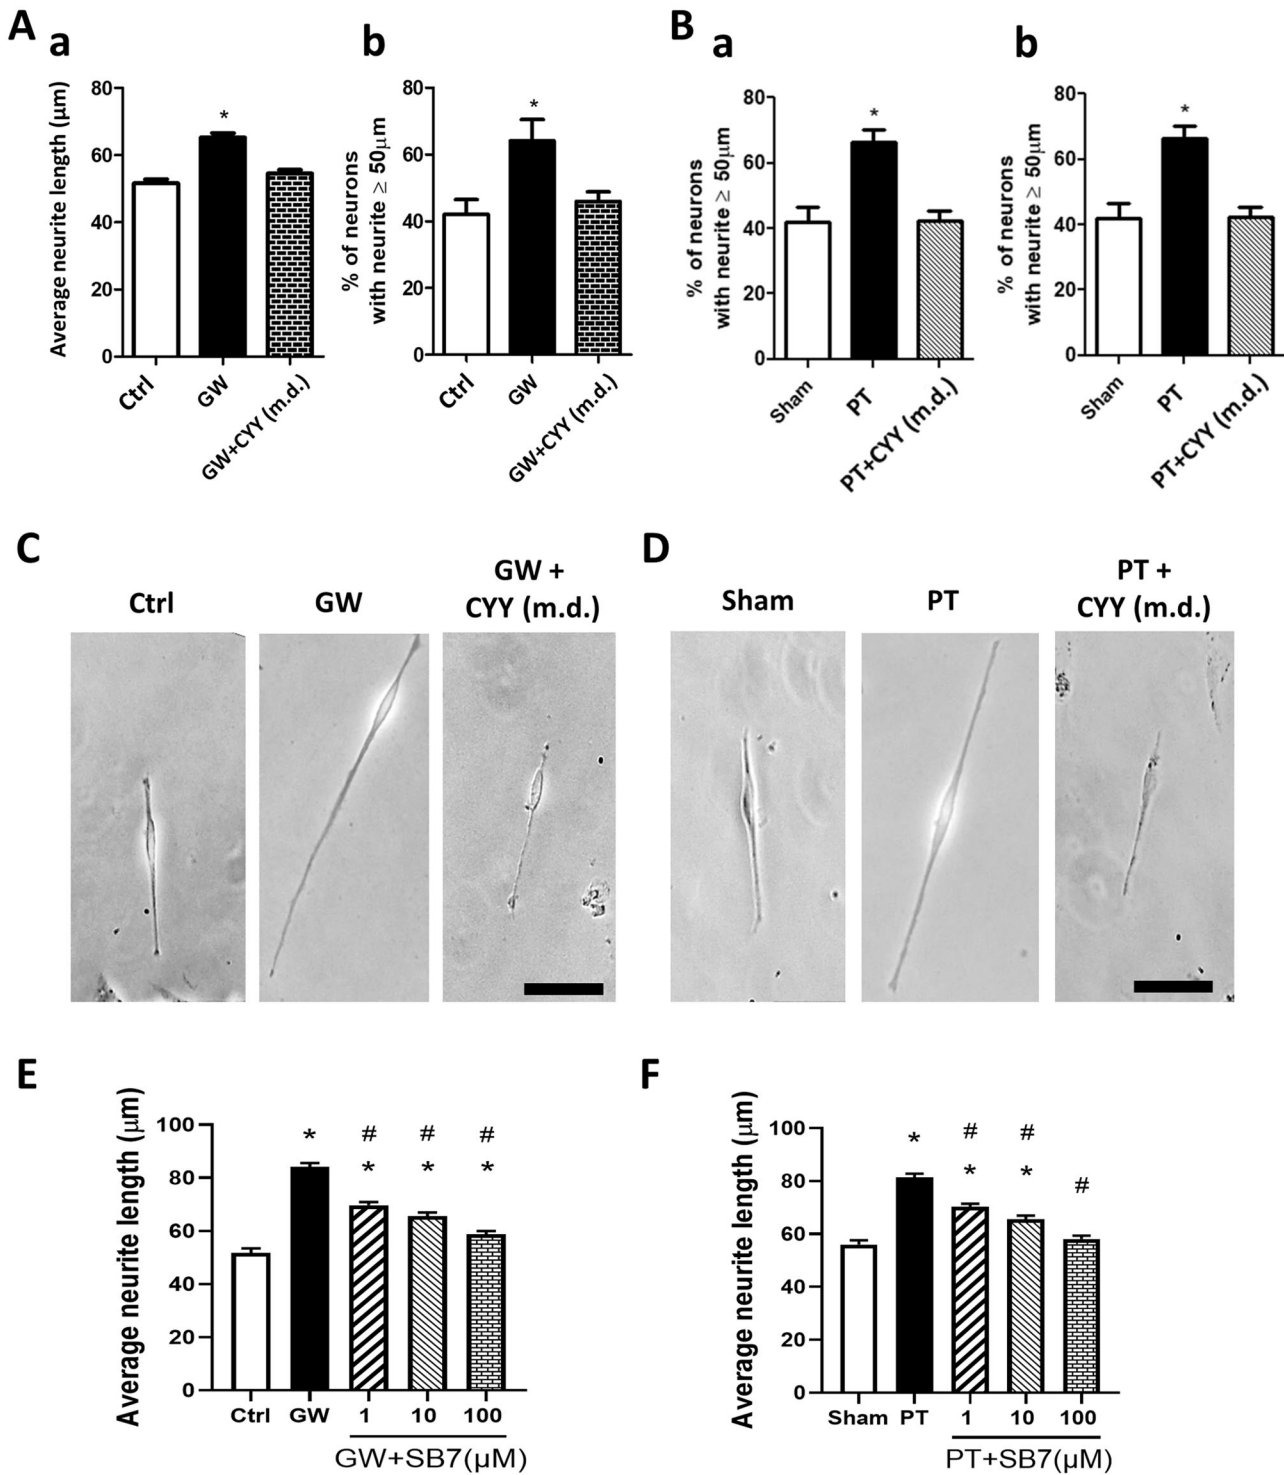 A
a
Average neurite length (µm)
80
60
40
20
0
*
Ctrl
GW
GW+CYY (m.d.)
b
% of neurons
with neurite ≥ 50µm
80
60
40
20
0
*
Ctrl
GW
GW+CYY (m.d.)
B
a
% of neurons
with neurite ≥ 50µm
80
60
40
20
0
*
Sham
PT
PT+CYY (m.d.)
b
% of neurons
with neurite ≥ 50µm
80
60
40
20
0
*
Sham
PT
PT+CYY (m.d.)
C
Ctrl
GW
GW +
CYY (m.d.)
D
Sham
PT
PT +
CYY (m.d.)
E
Average neurite length (µm)
100
80
60
40
20
0
* # # #
* * *
Ctrl GW 1 10 100
GW+SB7(µM)
F
Average neurite length (µm)
100
80
60
40
20
0
* # #
* * #
Sham PT 1 10 100
PT+SB7(µM)